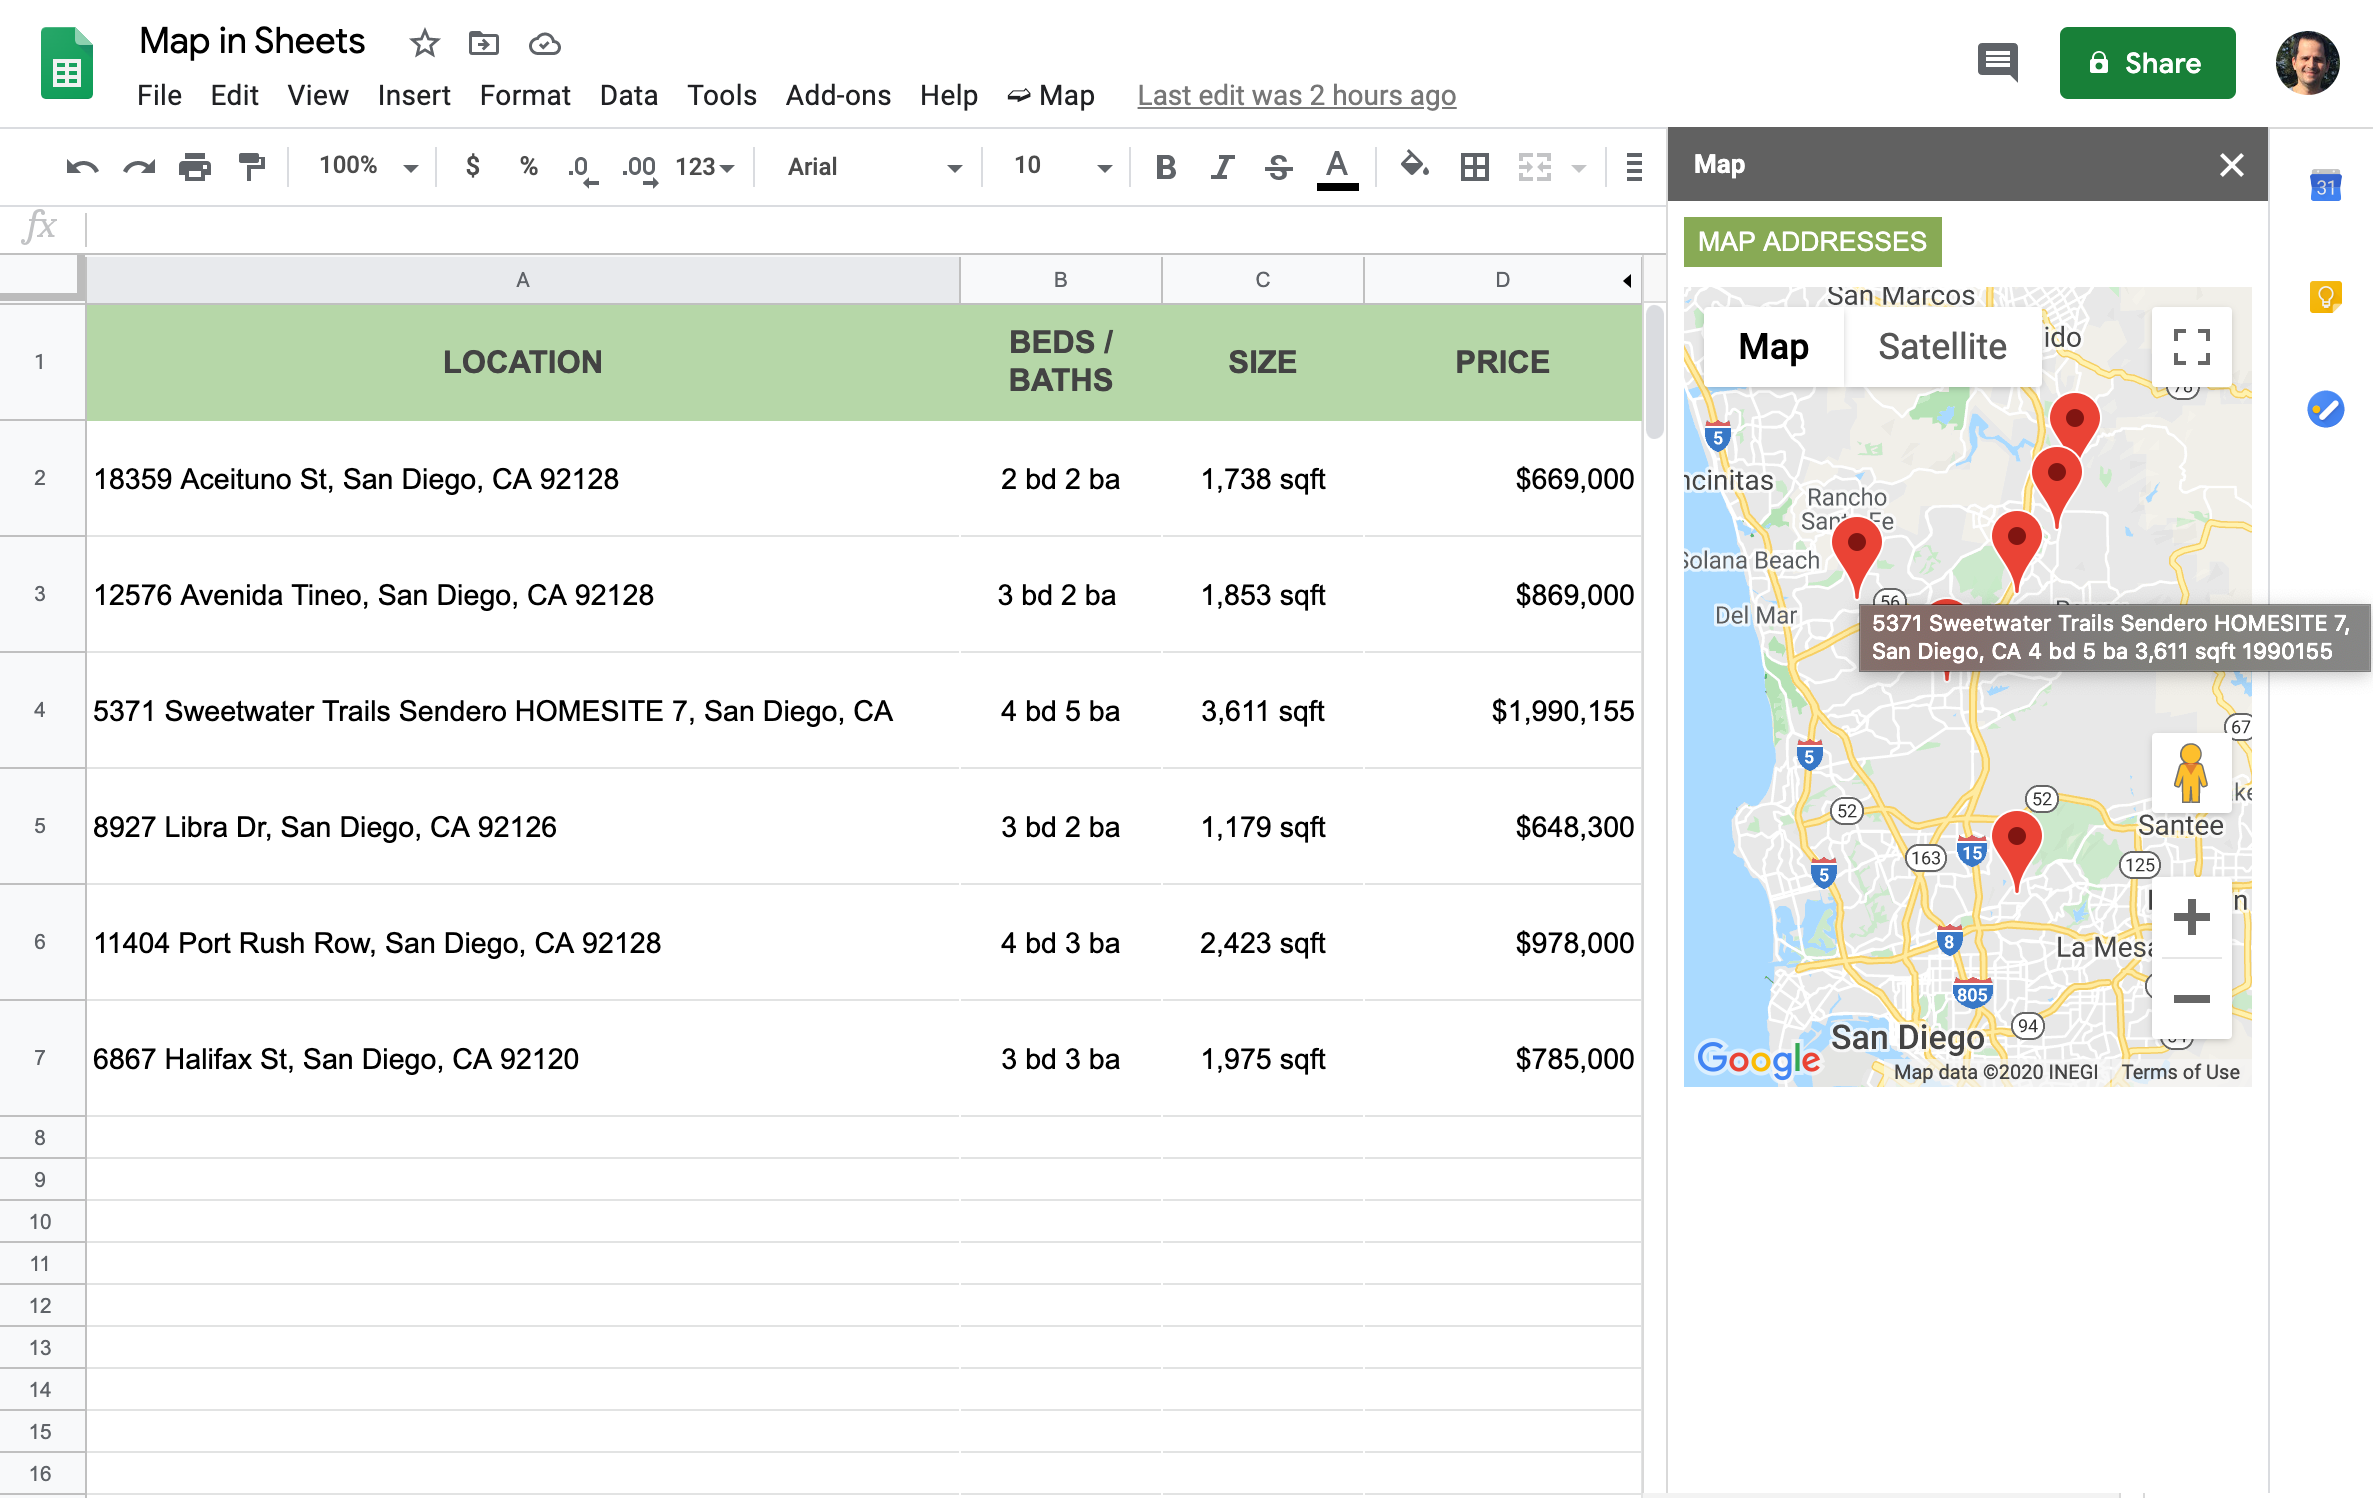 Map in Sheets
File Edit View Insert Format Data Tools Add-ons Help Map Last edit was 2 hours ago
Share
100% $ % .0 .00 123 Arial 10 B I S A
fx
A B C D
1 LOCATION BEDS / BATHS SIZE PRICE
2 18359 Aceituno St, San Diego, CA 92128 2 bd 2 ba 1,738 sqft $669,000
3 12576 Avenida Tineo, San Diego, CA 92128 3 bd 2 ba 1,853 sqft $869,000
4 5371 Sweetwater Trails Sendero HOMESITE 7, San Diego, CA 4 bd 5 ba 3,611 sqft $1,990,155
5 8927 Libra Dr, San Diego, CA 92126 3 bd 2 ba 1,179 sqft $648,300
6 11404 Port Rush Row, San Diego, CA 92128 4 bd 3 ba 2,423 sqft $978,000
7 6867 Halifax St, San Diego, CA 92120 3 bd 3 ba 1,975 sqft $785,000
8
9
10
11
12
13
14
15
16
Map
31
MAP ADDRESSES
San Marcos
Map Satellite ido
78
5
ncinitas
Rancho
Santa Fe
Solana Beach
56
Del Mar
5371 Sweetwater Trails Sendero HOMESITE 7,
San Diego, CA 4 bd 5 ba 3,611 sqft 1990155
67
5
52
52
Santee
163
15
125
5
8
La Mesa
805
San Diego
94
Google
Map data ©2020 INEGI Terms of Use